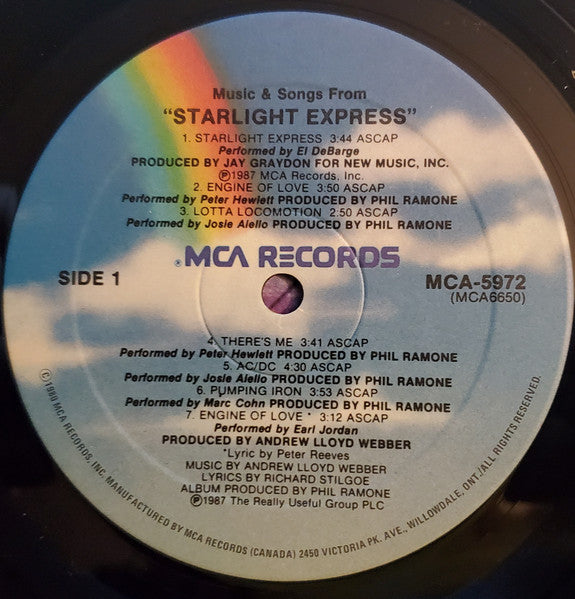 Music & Songs From
"STARLIGHT EXPRESS"
1. STARLIGHT EXPRESS 3:44 ASCAP
Performed by El DeBarge
PRODUCED BY JAY GRAYDON FOR NEW MUSIC, INC.
Ⓟ1987 MCA Records, Inc.
2. ENGINE OF LOVE 3:50 ASCAP
Performed by Peter Hewlett PRODUCED BY PHIL RAMONE
3. LOTTA LOCOMOTION 2:50 ASCAP
Performed by Josie Aiello PRODUCED BY PHIL RAMONE
® MCA RECORDS
SIDE 1
MCA-5972
(MCA6650)
4. THERE'S ME 3:41 ASCAP
Performed by Peter Hewlett PRODUCED BY PHIL RAMONE
5. AC/DC 4:30 ASCAP
Performed by Josie Aiello PRODUCED BY PHIL RAMONE
6. PUMPING IRON 3:53 ASCAP
Performed by Marc Cohn PRODUCED BY PHIL RAMONE
7. ENGINE OF LOVE * 3:12 ASCAP
Performed by Earl Jordan
PRODUCED BY ANDREW LLOYD WEBBER
*Lyric by Peter Reeves
MUSIC BY ANDREW LLOYD WEBBER
LYRICS BY RICHARD STILGOE
ALBUM PRODUCED BY PHIL RAMONE
Ⓟ1987 The Really Useful Group PLC
©1980 MCA RECORDS, INC. MANUFACTURED BY MCA RECORDS (CANADA) 2450 VICTORIA PK. AVE., WILLOWDALE, ONT./ALL RIGHTS RESERVED.